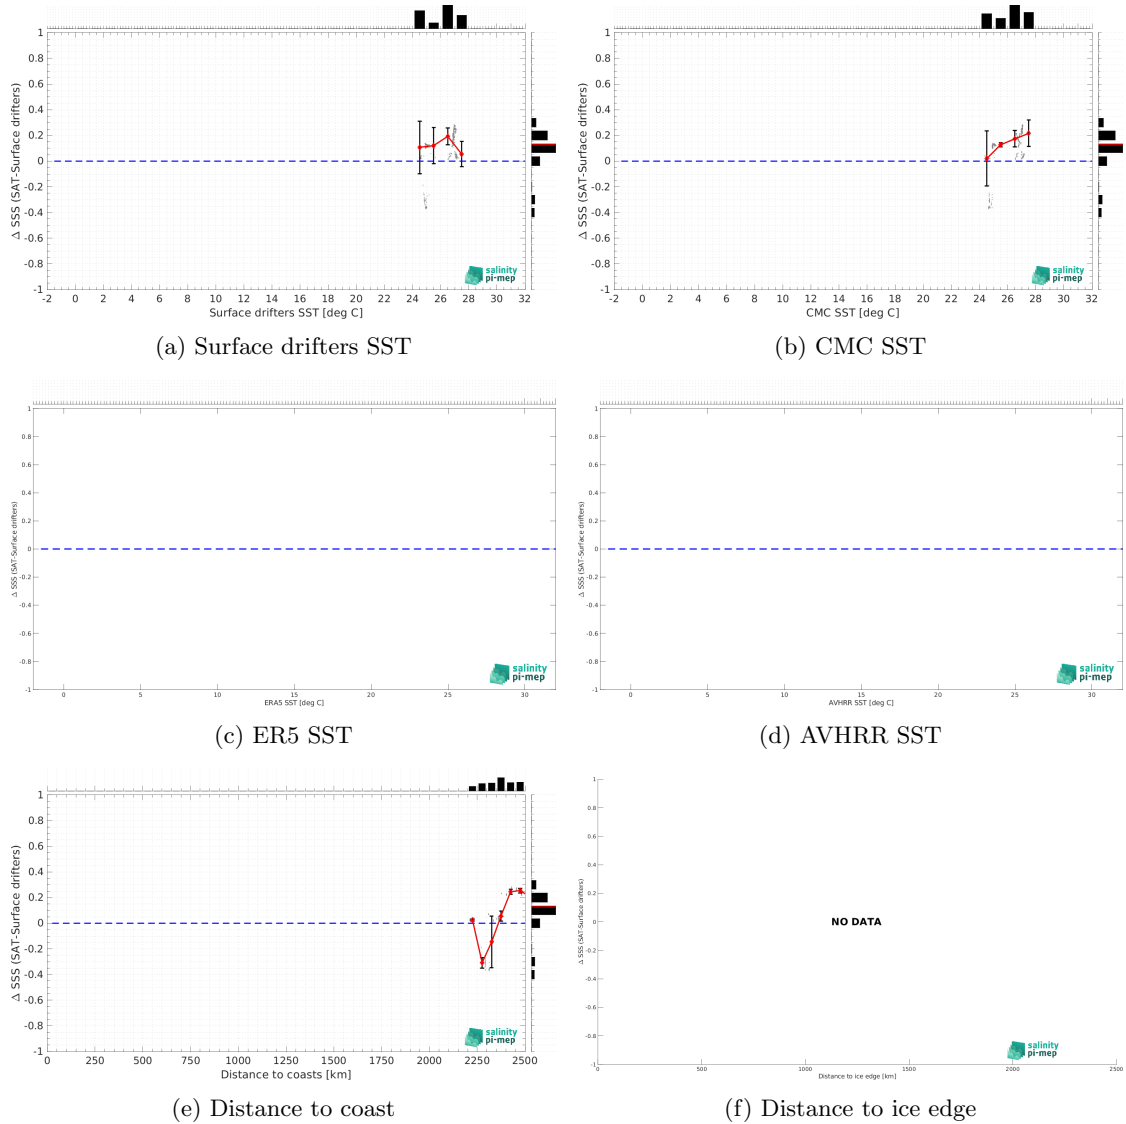 1
0.8
0.6
0.4
0.2
0
-0.2
-0.4
-0.6
-0.8
-1
Δ SSS (SAT-Surface drifters)
-2 0 2 4 6 8 10 12 14 16 18 20 22 24 26 28 30 32
Surface drifters SST [deg C]
salinity
pi-mep
(a) Surface drifters SST
1
0.8
0.6
0.4
0.2
0
-0.2
-0.4
-0.6
-0.8
-1
Δ SSS (SAT-Surface drifters)
-2 0 2 4 6 8 10 12 14 16 18 20 22 24 26 28 30 32
CMC SST [deg C]
salinity
pi-mep
(b) CMC SST
1
0.8
0.6
0.4
0.2
0
-0.2
-0.4
-0.6
-0.8
-1
Δ SSS (SAT-Surface drifters)
0 5 10 15 20 25 30
ERA5 SST [deg C]
salinity
pi-mep
(c) ER5 SST
1
0.8
0.6
0.4
0.2
0
-0.2
-0.4
-0.6
-0.8
-1
Δ SSS (SAT-Surface drifters)
0 5 10 15 20 25 30
AVHRR SST [deg C]
salinity
pi-mep
(d) AVHRR SST
1
0.8
0.6
0.4
0.2
0
-0.2
-0.4
-0.6
-0.8
-1
Δ SSS (SAT-Surface drifters)
0 250 500 750 1000 1250 1500 1750 2000 2250 2500
Distance to coasts [km]
salinity
pi-mep
(e) Distance to coast
1
0.8
0.6
0.4
0.2
0
-0.2
-0.4
-0.6
-0.8
-1
Δ SSS (SAT-Surface drifters)
NO DATA
0 500 1000 1500 2000 2500
Distance to ice edge [km]
salinity
pi-mep
(f) Distance to ice edge